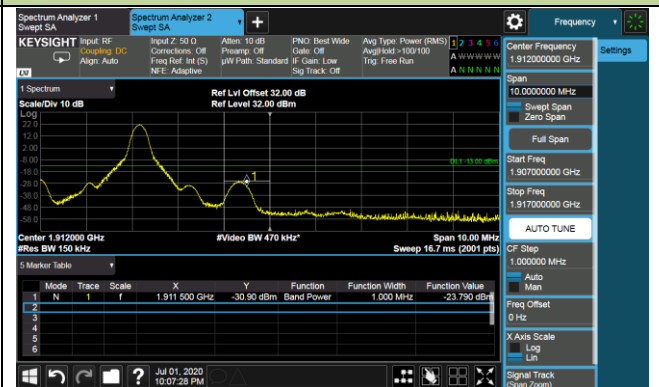 Spectrum Analyzer 1
Swept SA
Spectrum Analyzer 2
Swept SA
+
Frequency
KEYSIGHT
Input: RF
Coupling: DC
Align: Auto
Input Z: 50 Ω
Corrections: Off
Freq Ref: Int (S)
NFE: Adaptive
Atten: 10 dB
Preamp: Off
µW Path: Standard
PNO: Best Wide
Gate: Off
IF Gain: Low
Sig Track: Off
Avg Type: Power (RMS)
Avg|Hold:>100/100
Trig: Free Run
1 2 3 4 5 6
A W W W W W
A N N N N N
LXI
1 Spectrum
Scale/Div 10 dB
Log
Ref Lvl Offset 32.00 dB
Ref Level 32.00 dBm
22.0
12.0
2.00
-8.00
-18.0
-28.0
-38.0
-48.0
-58.0
DL1 -13.00 dBm
1
Center 1.912000 GHz
#Res BW 150 kHz
#Video BW 470 kHz*
Span 10.00 MHz
Sweep 16.7 ms (2001 pts)
5 Marker Table
Mode Trace Scale X Y Function Function Width Function Value
1 N 1 f 1.911 500 GHz -30.90 dBm Band Power 1.000 MHz -23.790 dBm
2
3
4
5
6
Jul 01, 2020
10:07:28 PM
?
Center Frequency
1.912000000 GHz
Settings
Span
10.0000000 MHz
Swept Span
Zero Span
Full Span
Start Freq
1.907000000 GHz
Stop Freq
1.917000000 GHz
AUTO TUNE
CF Step
1.000000 MHz
Auto
Man
Freq Offset
0 Hz
X Axis Scale
Log
Lin
Signal Track
(Span Zoom)